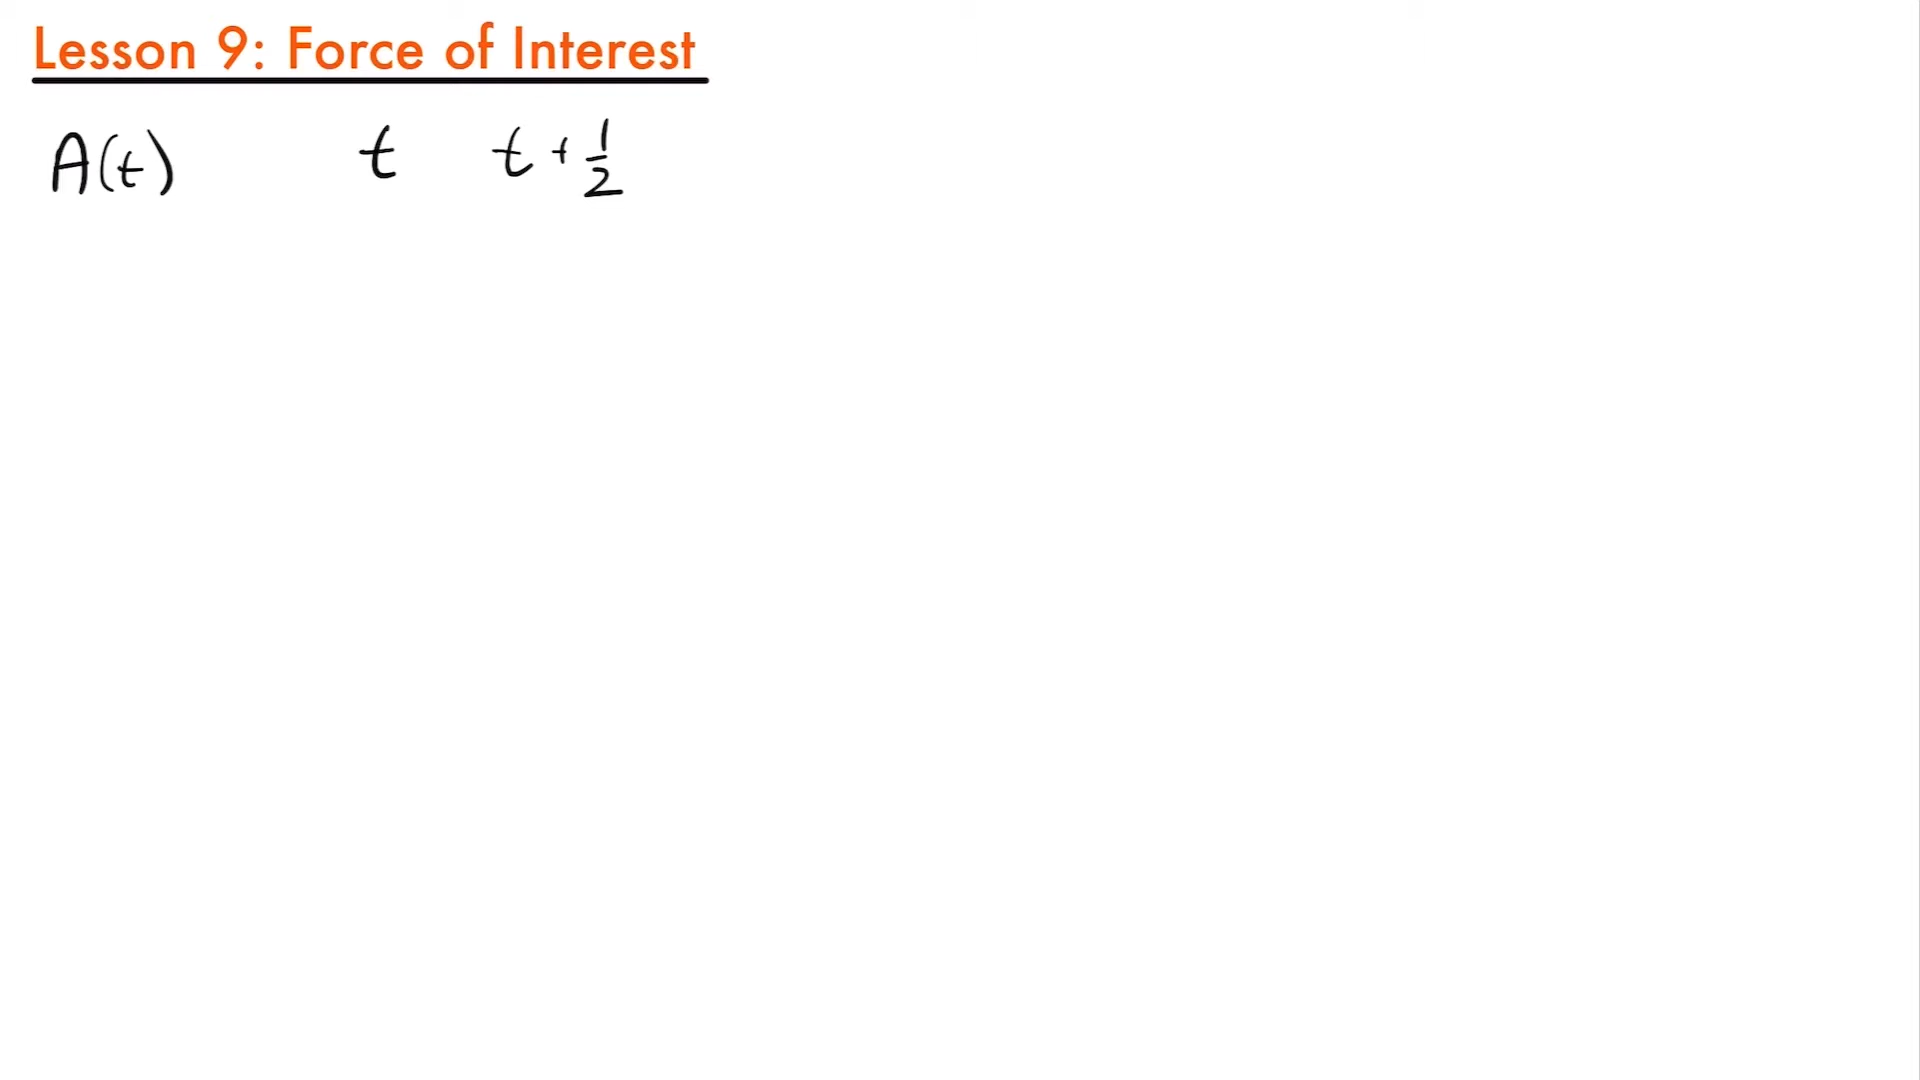 Lesson 9: Force of Interest
A(t) t t + 1/2